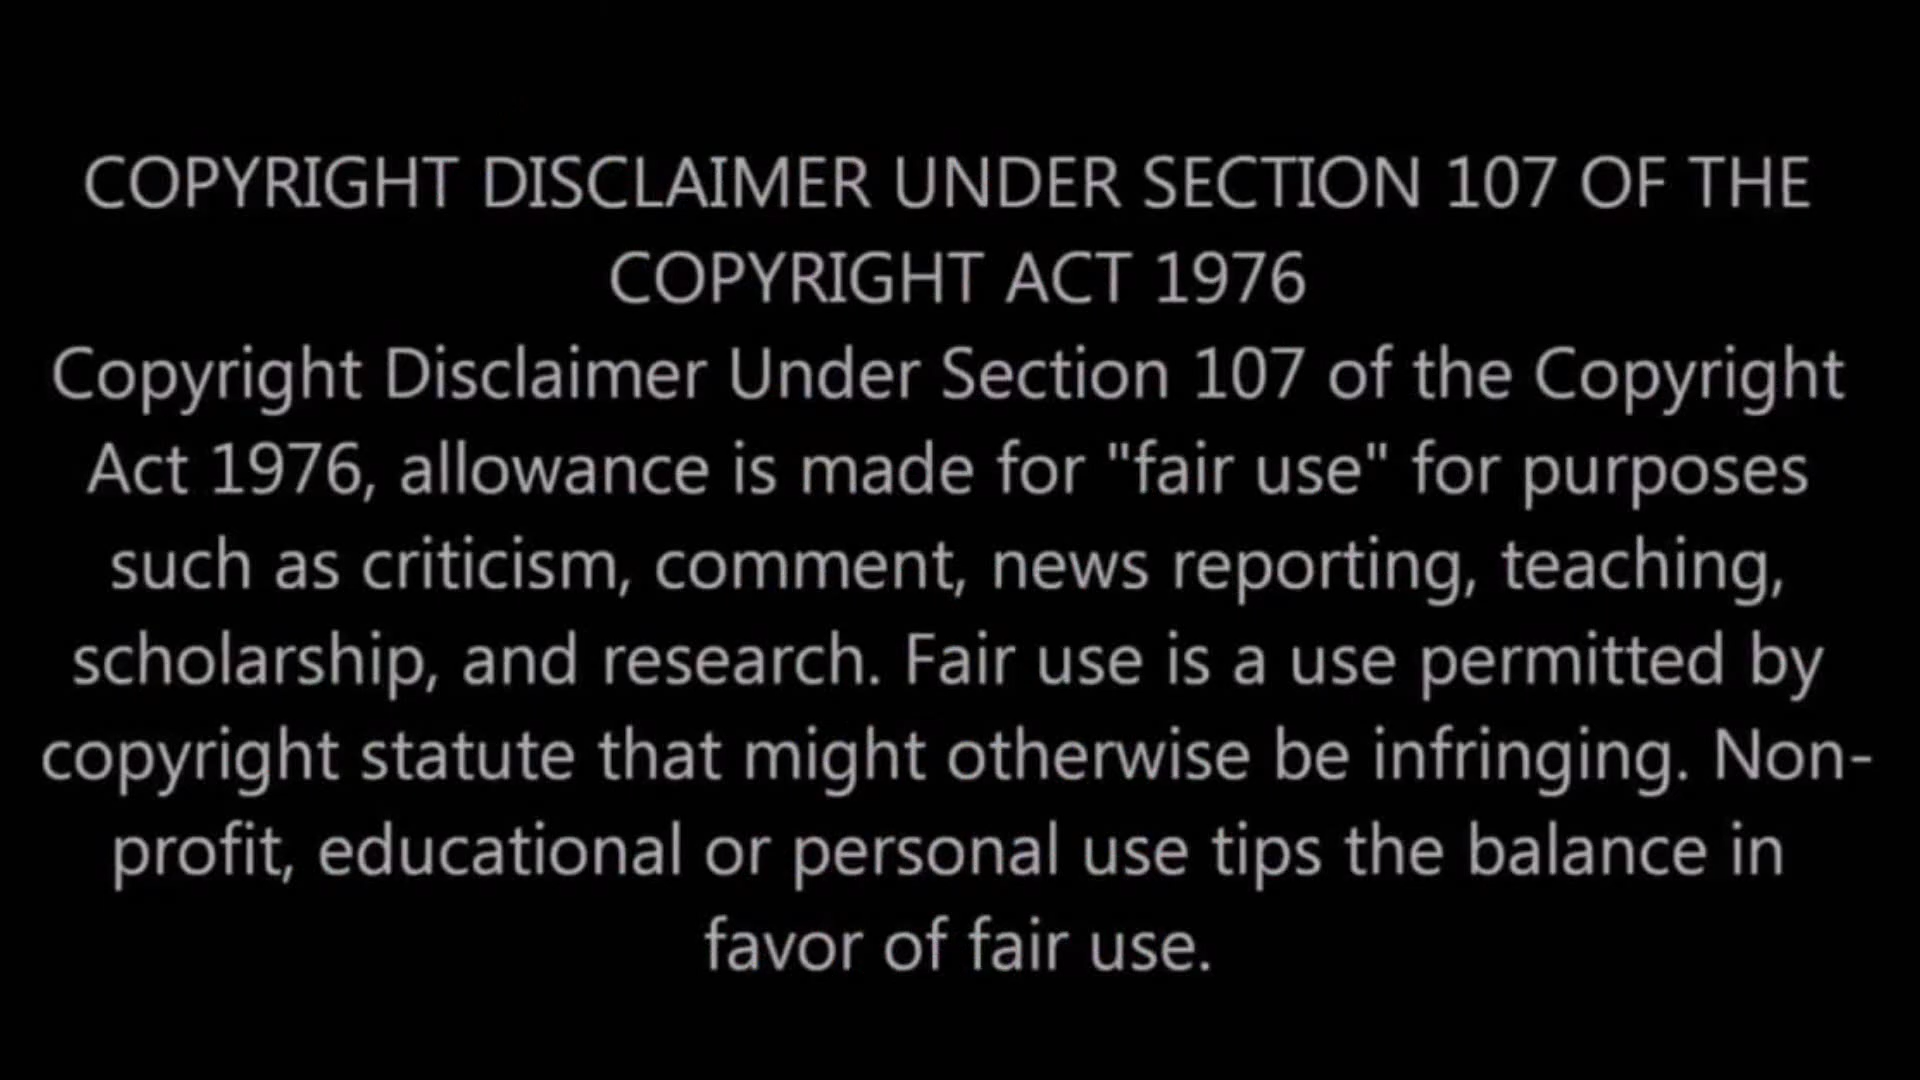 COPYRIGHT DISCLAIMER UNDER SECTION 107 OF THE
COPYRIGHT ACT 1976
Copyright Disclaimer Under Section 107 of the Copyright
Act 1976, allowance is made for "fair use" for purposes
such as criticism, comment, news reporting, teaching,
scholarship, and research. Fair use is a use permitted by
copyright statute that might otherwise be infringing. Non-
profit, educational or personal use tips the balance in
favor of fair use.